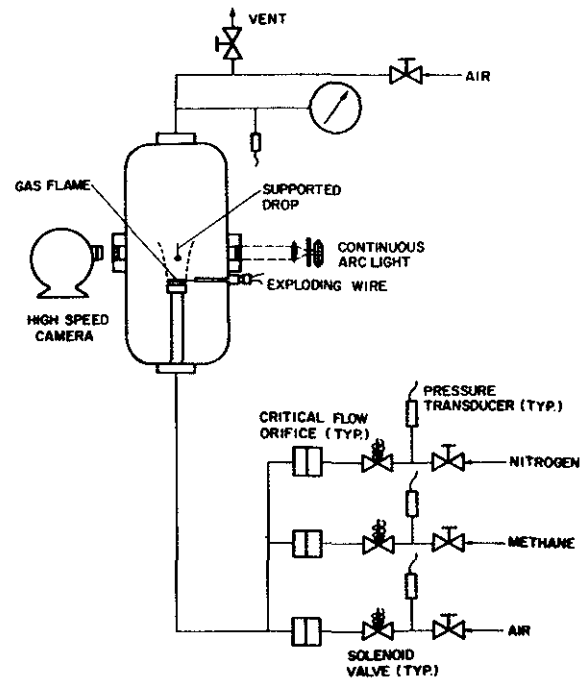 VENT
AIR
GAS FLAME
SUPPORTED
DROP
CONTINUOUS
ARC LIGHT
EXPLODING WIRE
HIGH SPEED
CAMERA
PRESSURE
TRANSDUCER (TYP.)
CRITICAL FLOW
ORIFICE (TYP.)
NITROGEN
METHANE
AIR
SOLENOID
VALVE (TYP.)